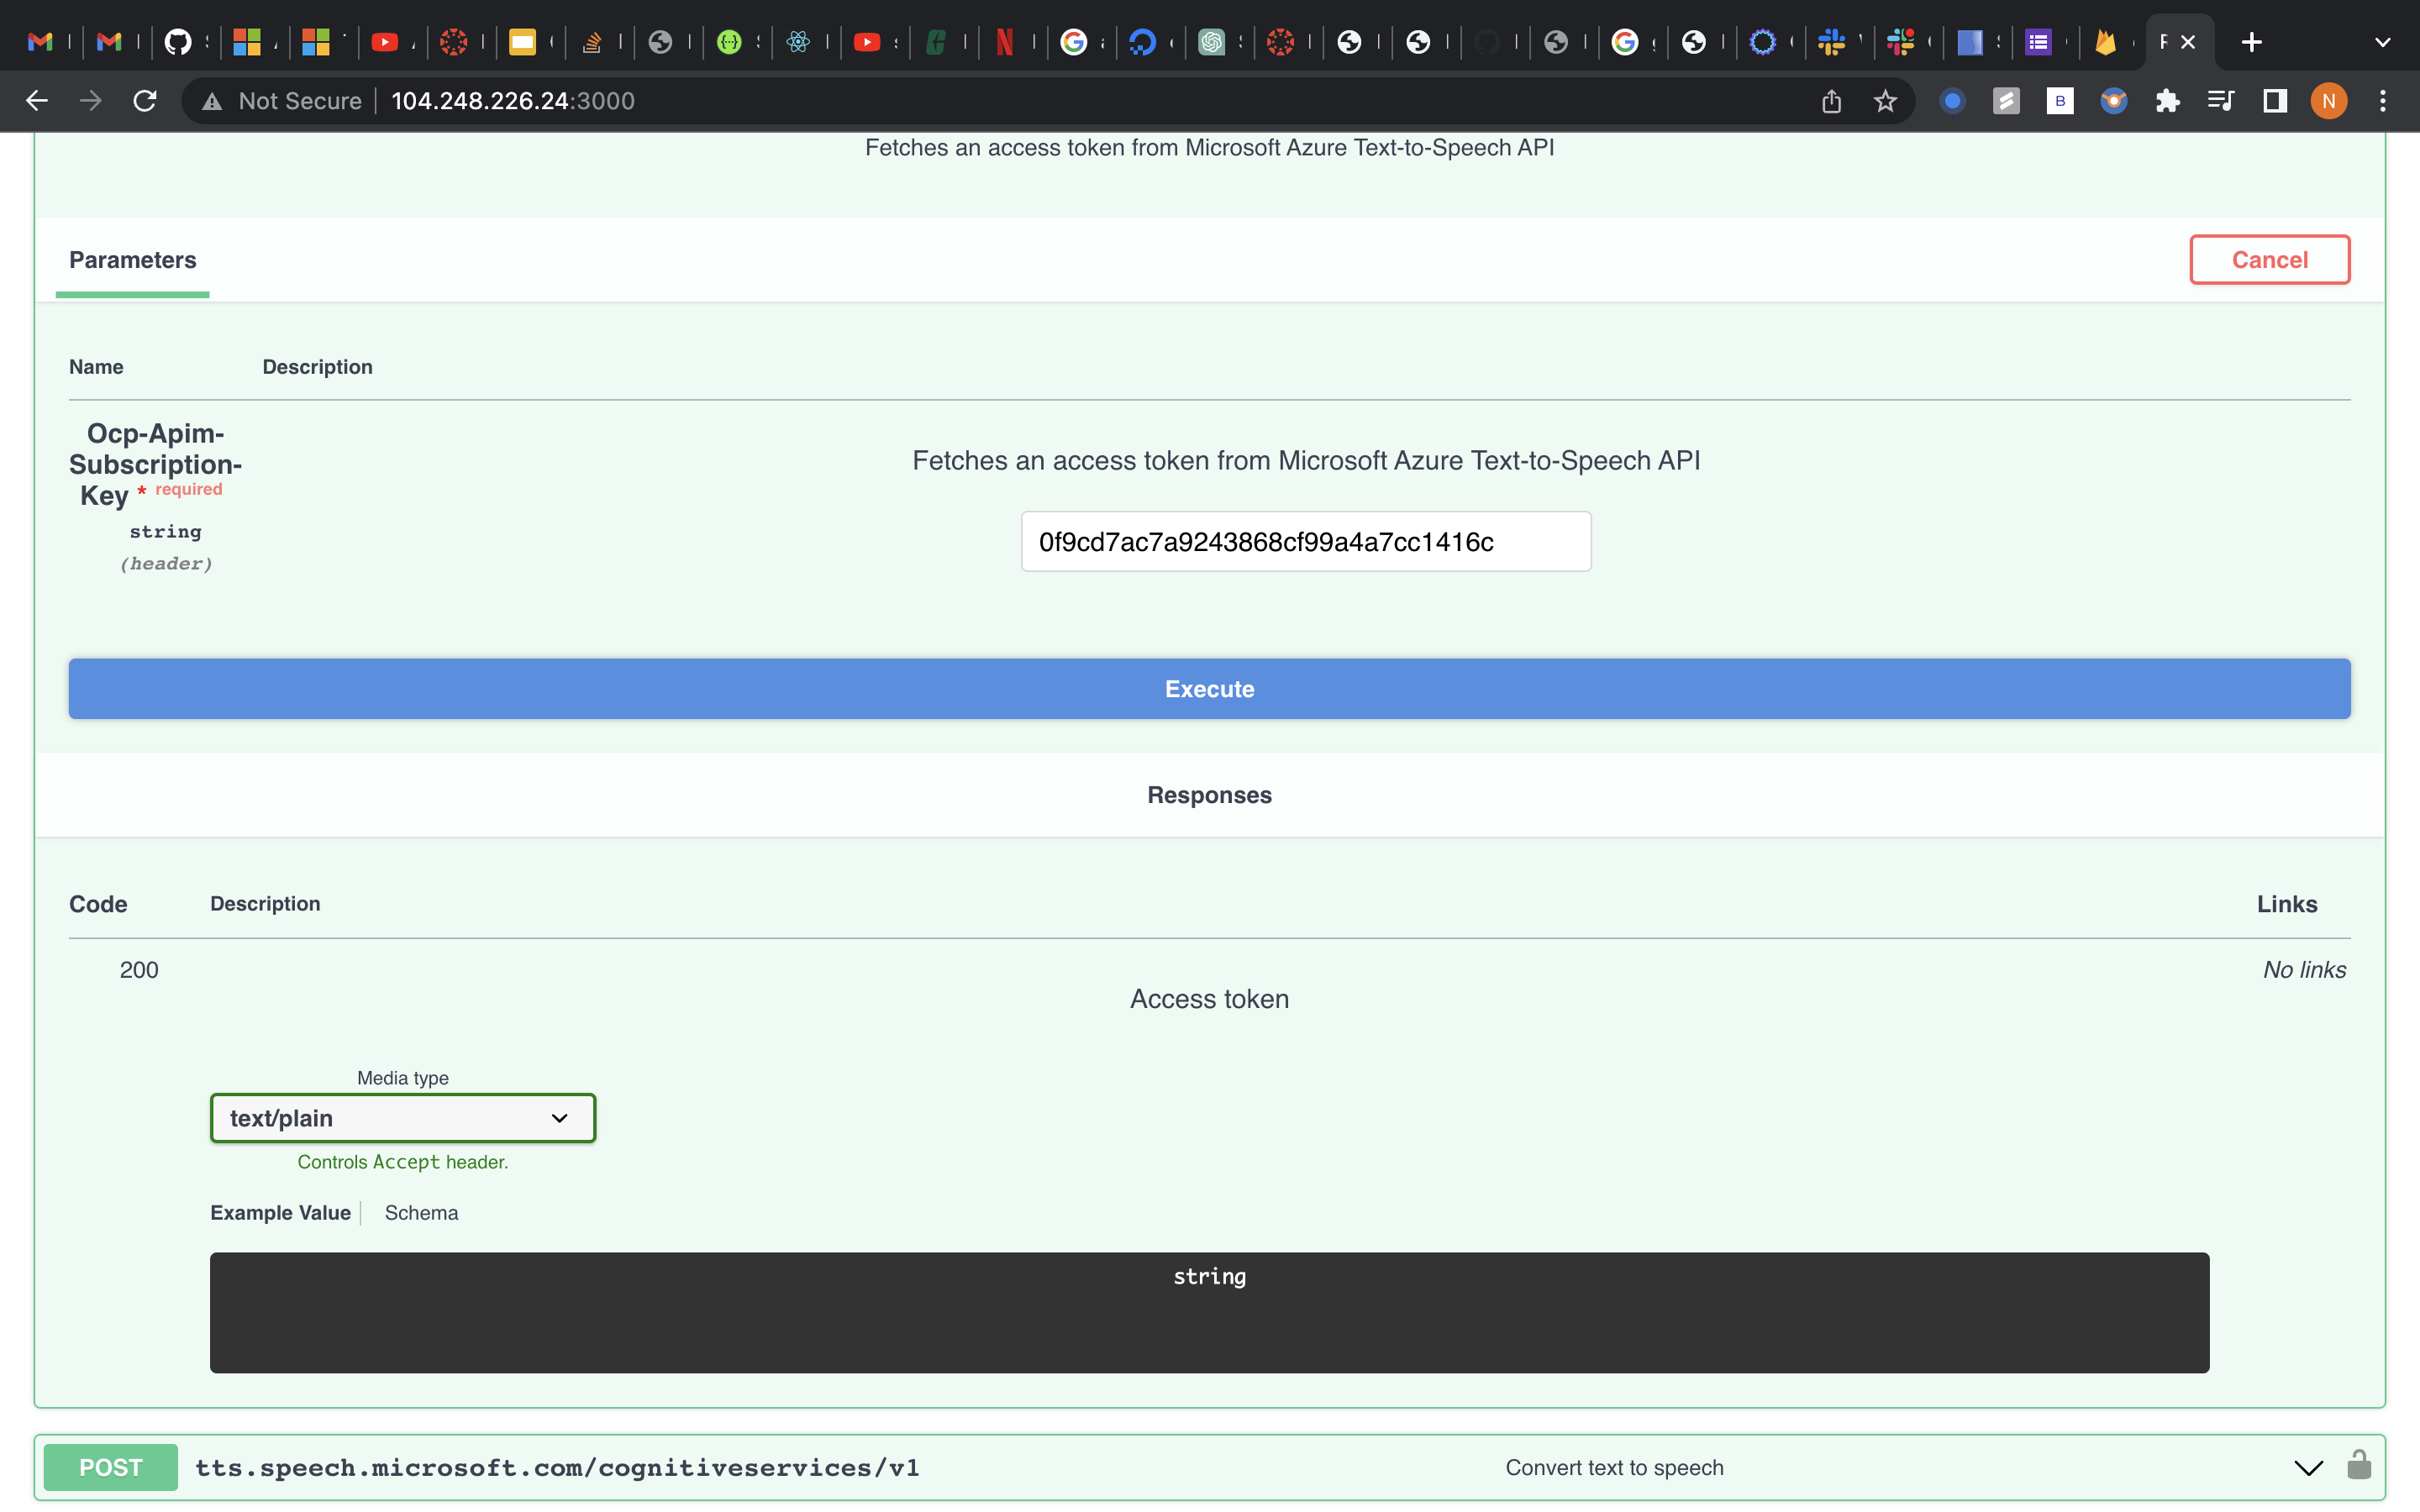 Not Secure
104.248.226.24:3000
B
N
Fetches an access token from Microsoft Azure Text-to-Speech API
Parameters
Cancel
Name
Description
Ocp-Apim-
Subscription-
Key * required
string
(header)
Fetches an access token from Microsoft Azure Text-to-Speech API
0f9cd7ac7a9243868cf99a4a7cc1416c
Execute
Responses
Code
Description
Links
200
Access token
No links
Media type
text/plain
Controls Accept header.
Example Value
Schema
string
POST
tts.speech.microsoft.com/cognitiveservices/v1
Convert text to speech